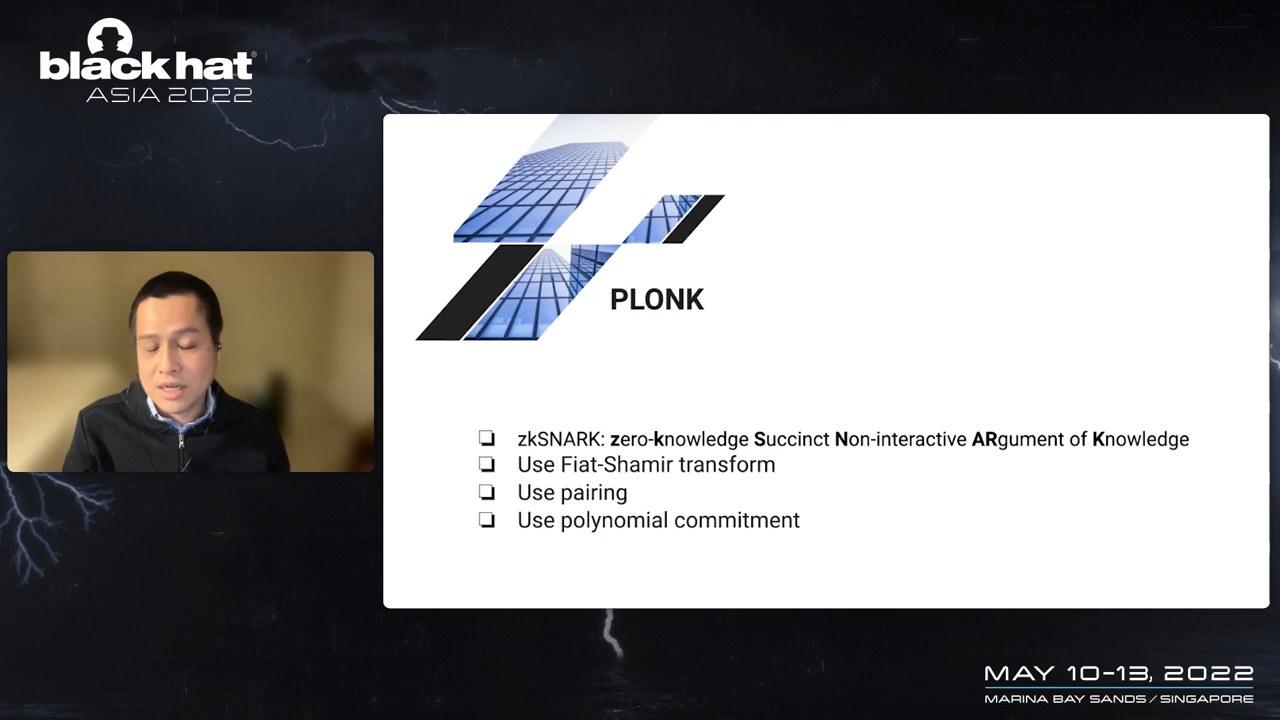 black hat®
ASIA 2022
PLONK
zkSNARK: zero-knowledge Succinct Non-interactive ARgument of Knowledge
Use Fiat-Shamir transform
Use pairing
Use polynomial commitment
MAY 10-13, 2022
MARINA BAY SANDS / SINGAPORE